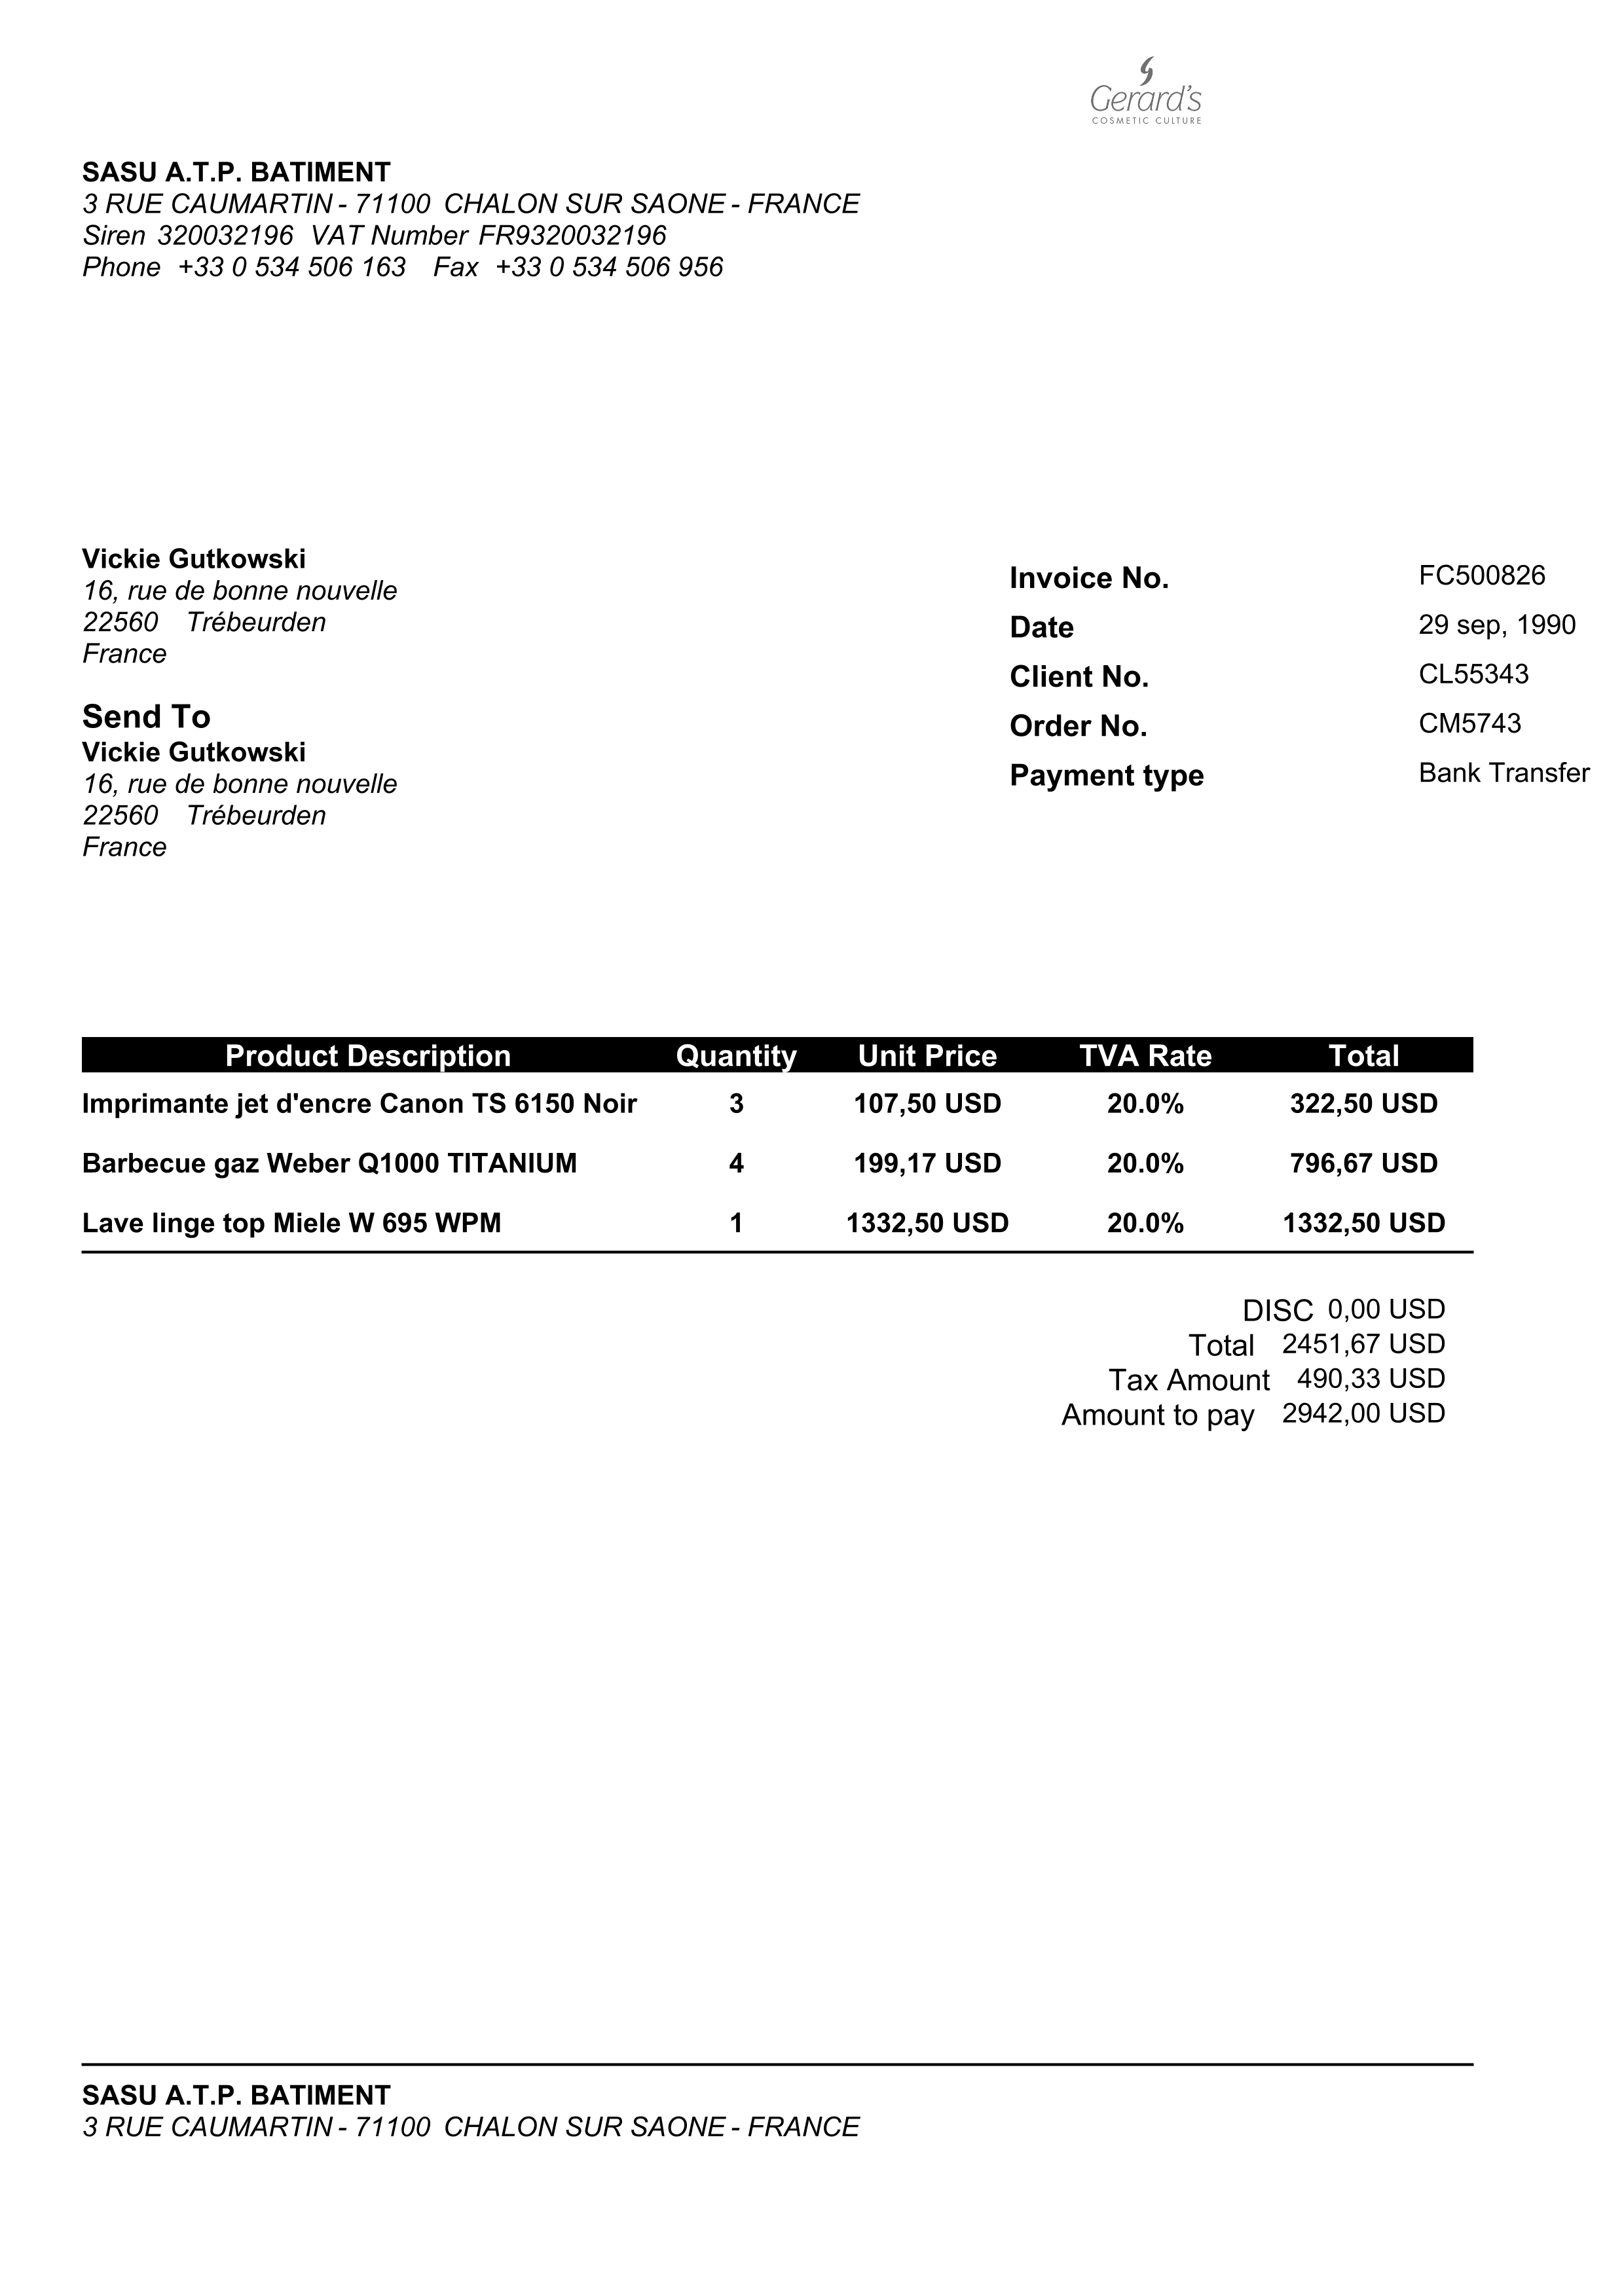 Gerard's
COSMETIC CULTURE
SASU A.T.P. BATIMENT
3 RUE CAUMARTIN - 71100 CHALON SUR SAONE - FRANCE
Siren 320032196 VAT Number FR9320032196
Phone +33 0 534 506 163 Fax +33 0 534 506 956
Vickie Gutkowski
16, rue de bonne nouvelle
22560 Trébeurden
France
Send To
Vickie Gutkowski
16, rue de bonne nouvelle
22560 Trébeurden
France
Invoice No. FC500826
Date 29 sep, 1990
Client No. CL55343
Order No. CM5743
Payment type Bank Transfer
Product Description Quantity Unit Price TVA Rate Total
Imprimante jet d'encre Canon TS 6150 Noir 3 107,50 USD 20.0% 322,50 USD
Barbecue gaz Weber Q1000 TITANIUM 4 199,17 USD 20.0% 796,67 USD
Lave linge top Miele W 695 WPM 1 1332,50 USD 20.0% 1332,50 USD
DISC 0,00 USD
Total 2451,67 USD
Tax Amount 490,33 USD
Amount to pay 2942,00 USD
SASU A.T.P. BATIMENT
3 RUE CAUMARTIN - 71100 CHALON SUR SAONE - FRANCE